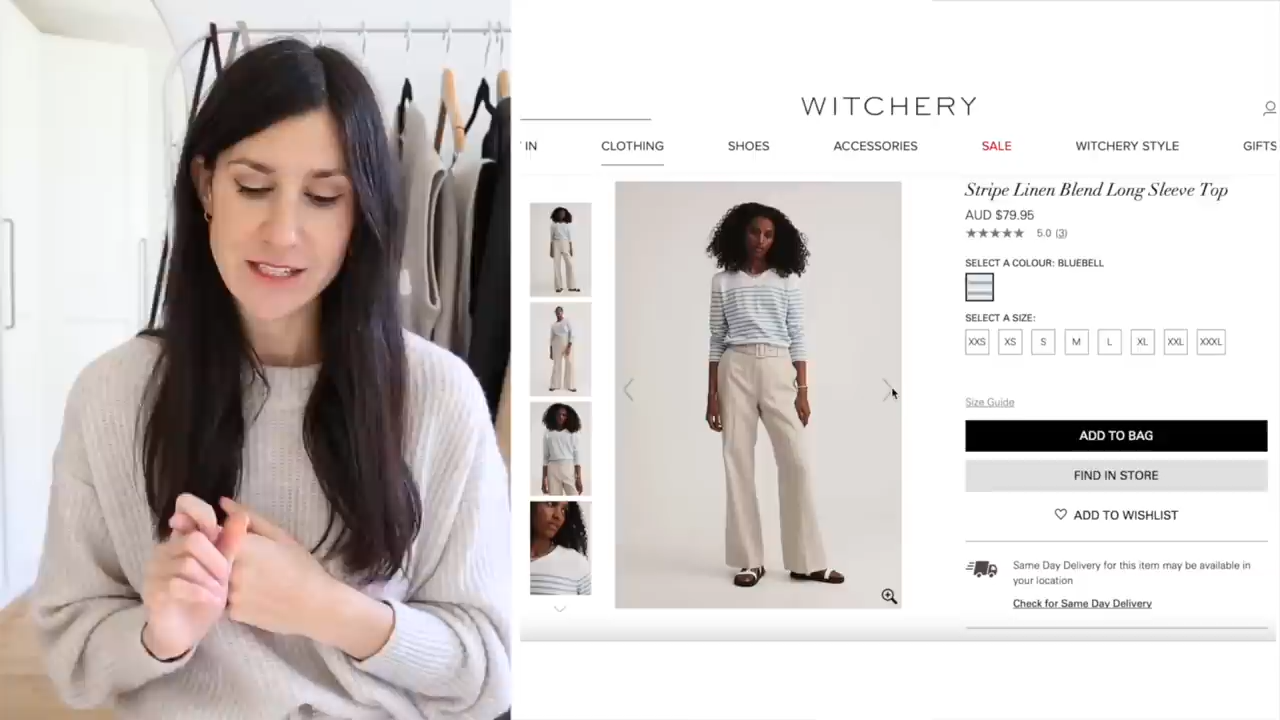 WITCHERY
IN
CLOTHING
SHOES
ACCESSORIES
SALE
WITCHERY STYLE
GIFTS
Stripe Linen Blend Long Sleeve Top
AUD $79.95
5.0 (3)
SELECT A COLOUR: BLUEBELL
SELECT A SIZE:
XXS XS S M L XL XXL XXXL
Size Guide
ADD TO BAG
FIND IN STORE
ADD TO WISHLIST
Same Day Delivery for this item may be available in
your location
Check for Same Day Delivery